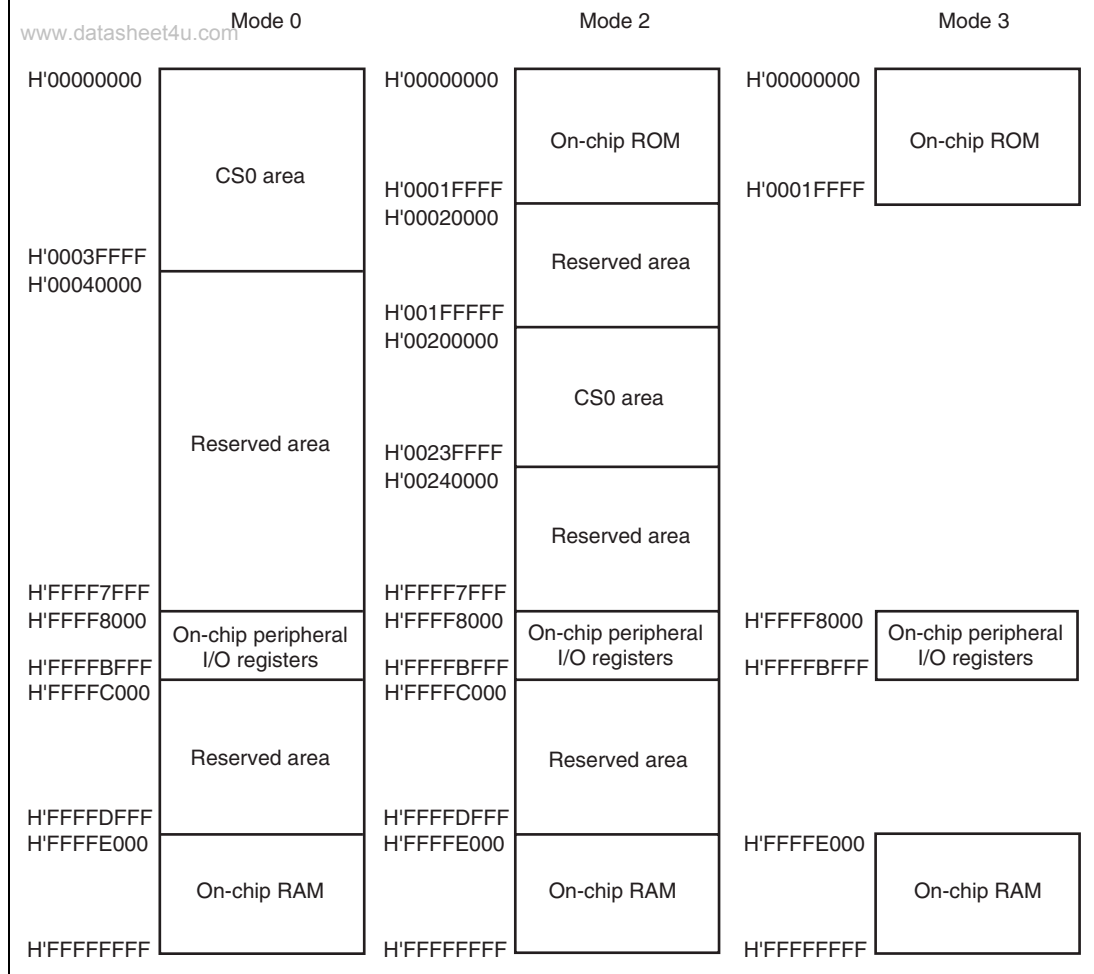 www.datasheet4u.com
Mode 0
H'00000000
CS0 area
H'0003FFFF
H'00040000
Reserved area
H'FFFF7FFF
H'FFFF8000
On-chip peripheral
I/O registers
H'FFFFBFFF
H'FFFFC000
Reserved area
H'FFFFDFFF
H'FFFFE000
On-chip RAM
H'FFFFFFFF
Mode 2
H'00000000
On-chip ROM
H'0001FFFF
H'00020000
Reserved area
H'001FFFFF
H'00200000
CS0 area
H'0023FFFF
H'00240000
Reserved area
H'FFFF7FFF
H'FFFF8000
On-chip peripheral
I/O registers
H'FFFFBFFF
H'FFFFC000
Reserved area
H'FFFFDFFF
H'FFFFE000
On-chip RAM
H'FFFFFFFF
Mode 3
H'00000000
On-chip ROM
H'0001FFFF
H'FFFF8000
On-chip peripheral
I/O registers
H'FFFFBFFF
H'FFFFE000
On-chip RAM
H'FFFFFFFF